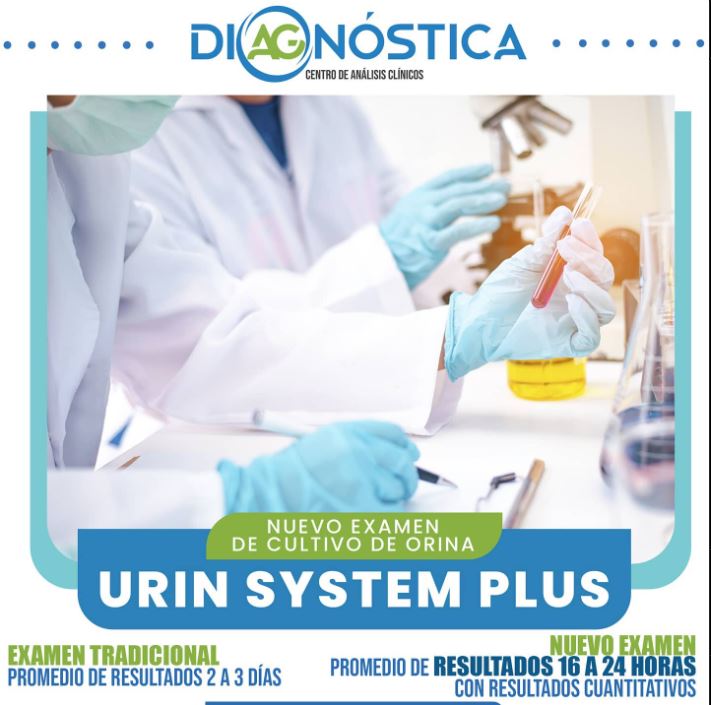 DIAGNÓSTICA
CENTRO DE ANÁLISIS CLÍNICOS
NUEVO EXAMEN
DE CULTIVO DE ORINA
URIN SYSTEM PLUS
EXAMEN TRADICIONAL
PROMEDIO DE RESULTADOS 2 A 3 DÍAS
NUEVO EXAMEN
PROMEDIO DE RESULTADOS 16 A 24 HORAS
CON RESULTADOS CUANTITATIVOS